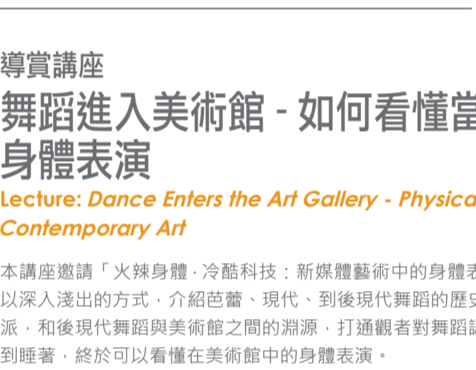 導賞講座
舞蹈進入美術館 - 如何看懂當
身體表演
Lecture: Dance Enters the Art Gallery - Physica
Contemporary Art
本講座邀請「火辣身體．冷酷科技：新媒體藝術中的身體表
以深入淺出的方式，介紹芭蕾、現代、到後現代舞蹈的歷史
派，和後現代舞蹈與美術館之間的淵源，打通觀者對舞蹈認
到睡著，終於可以看懂在美術館中的身體表演。